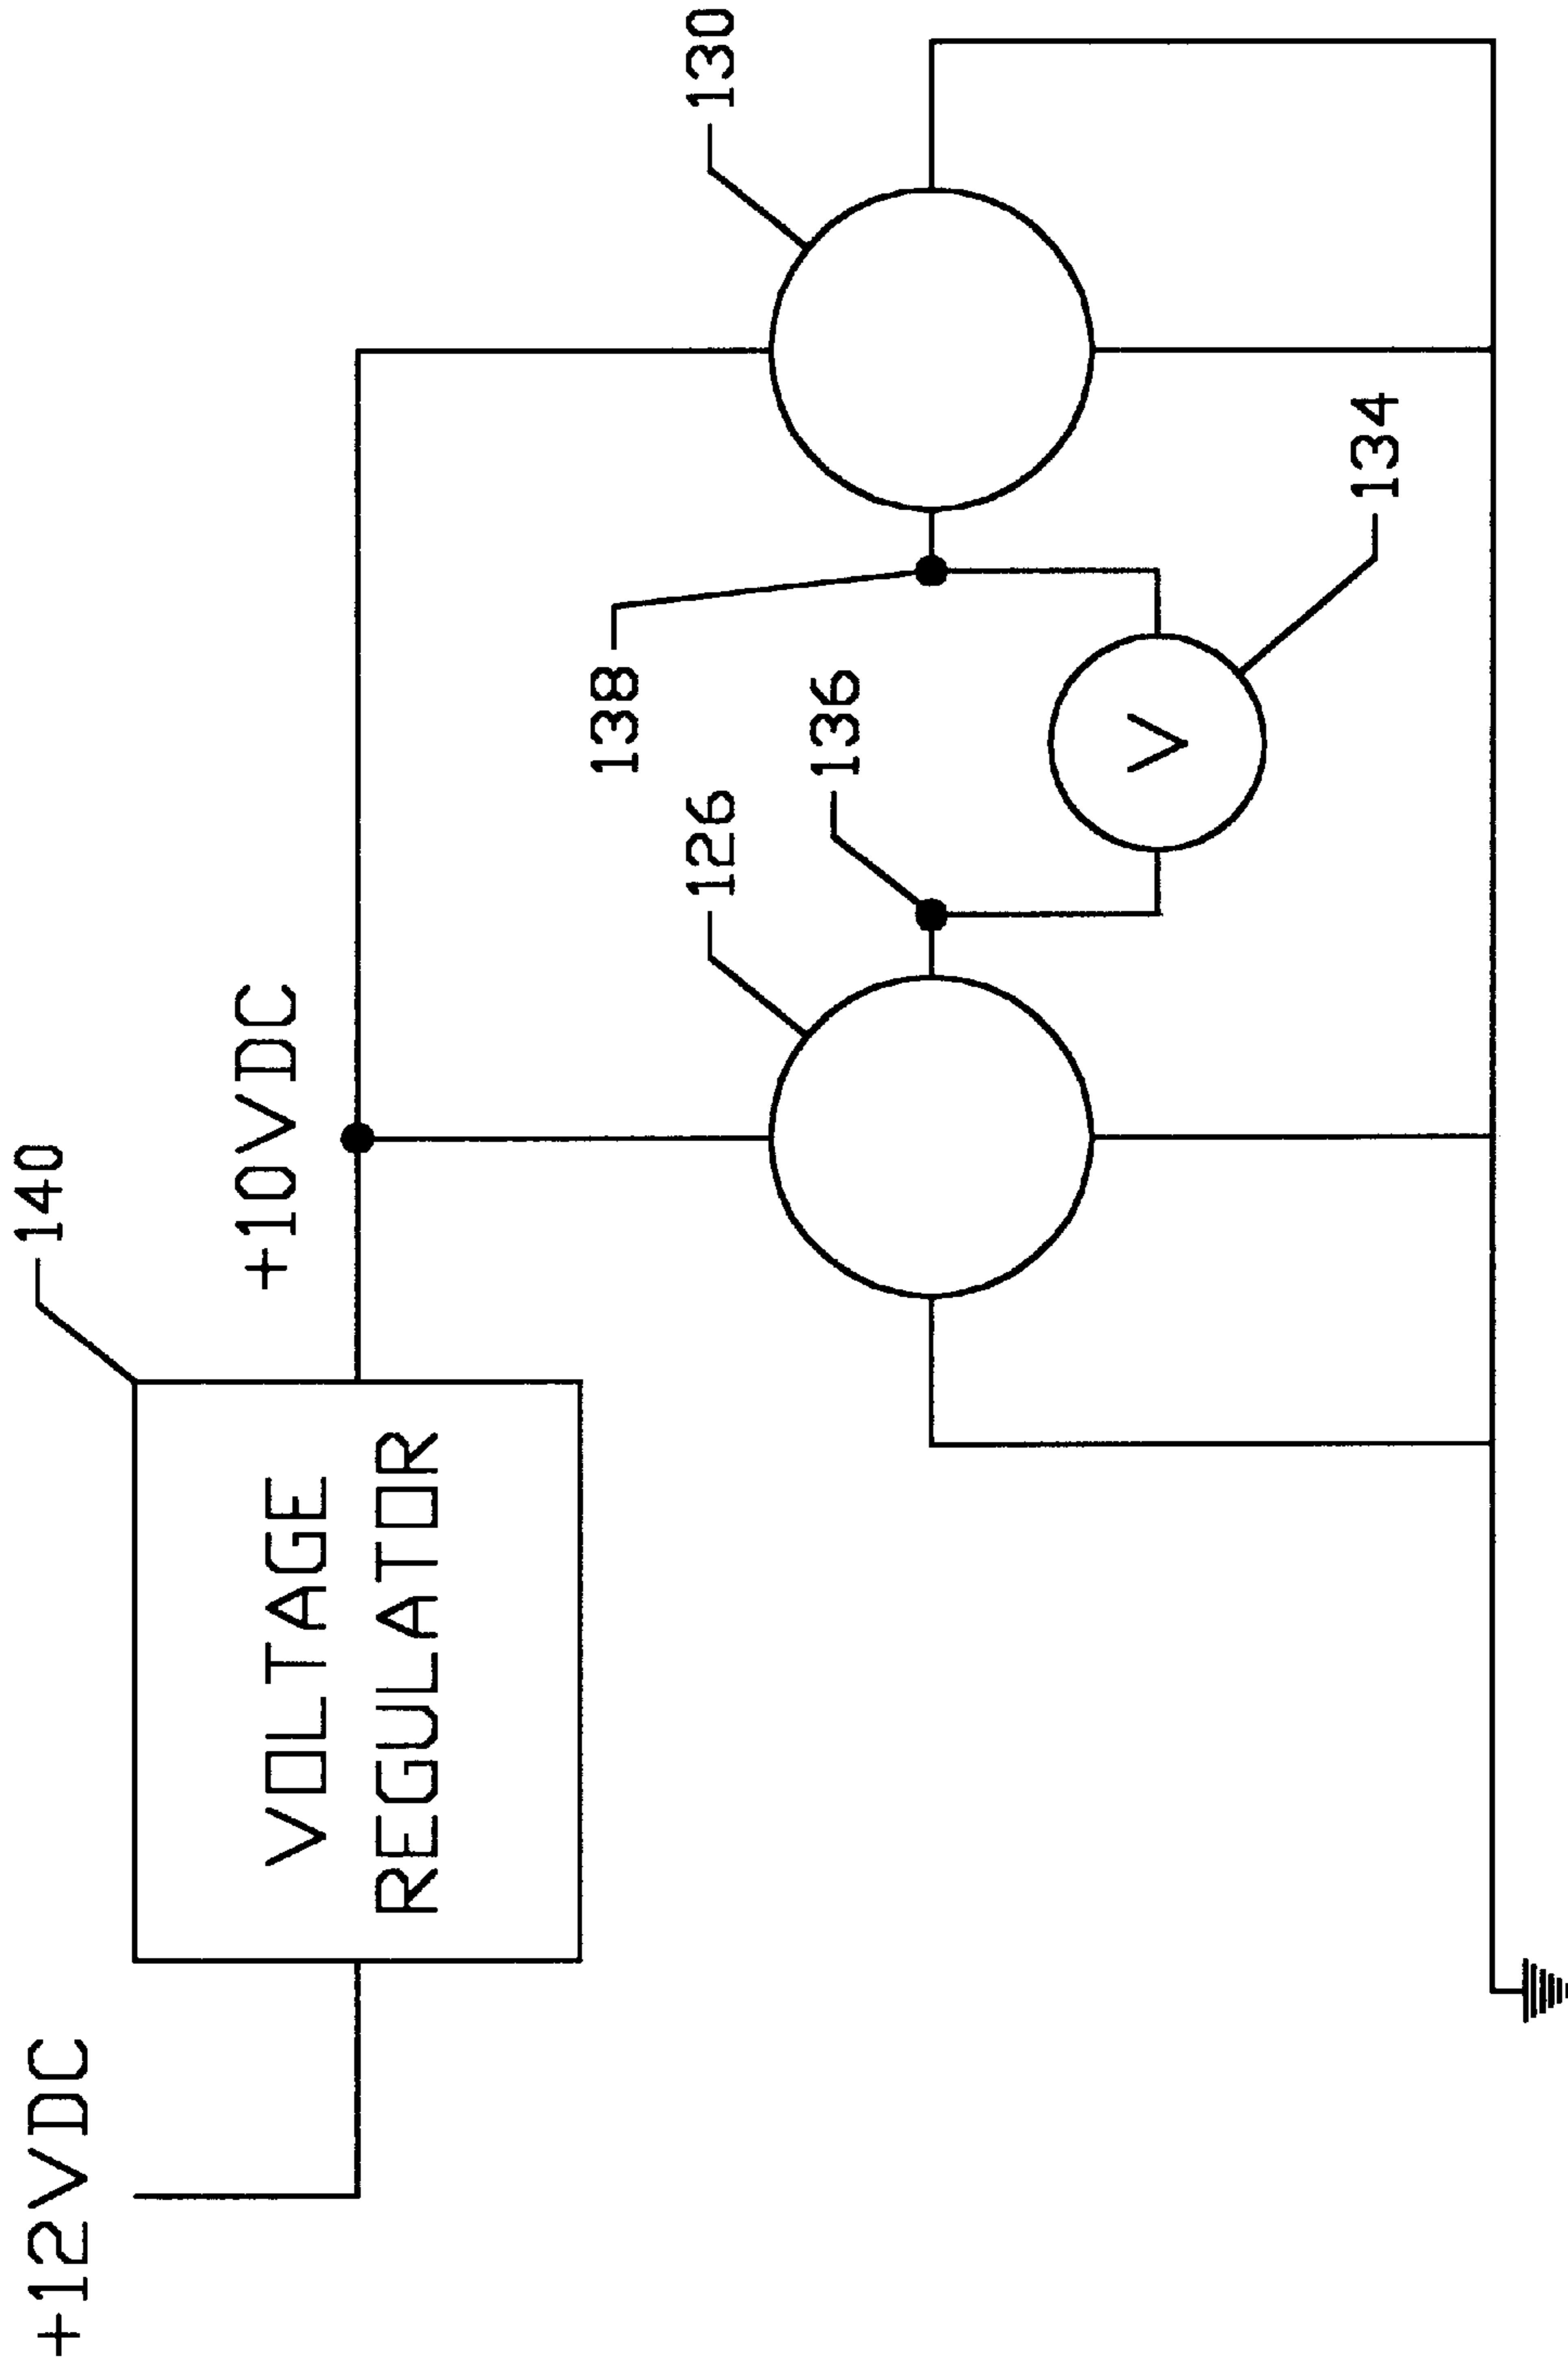 +12VDC
140
VOLTAGE
REGULATOR
+10VDC
126
136
138
130
V
134